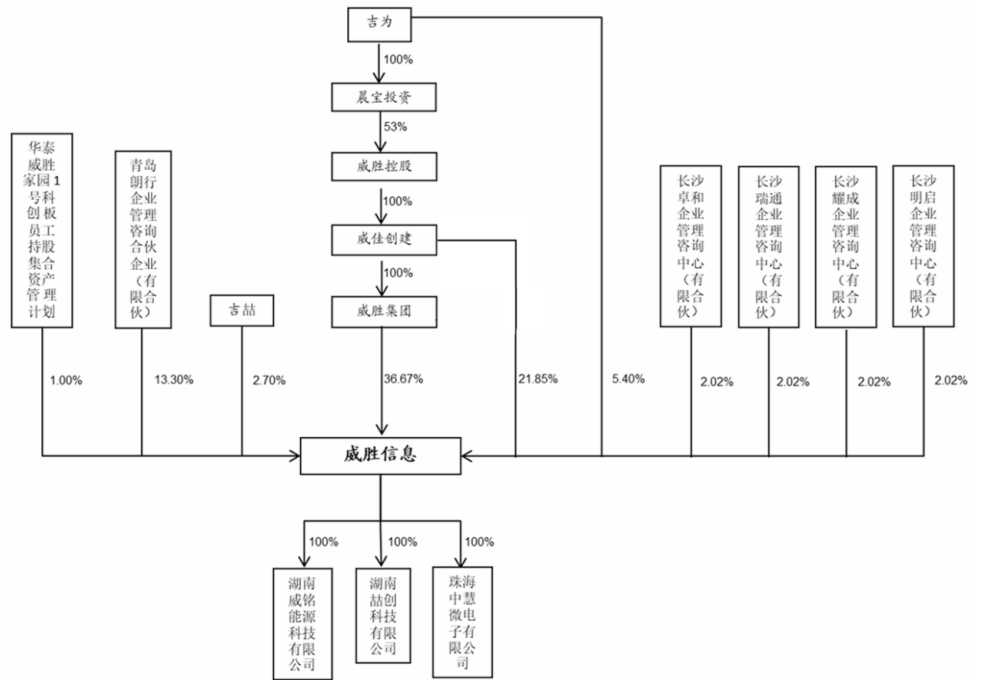 吉为
100%
晨宝投资
53%
威胜控股
100%
威佳创建
100%
威胜集团
华泰
威胜
家园1
号科
创板
员工
持股
集合
资产
管理
计划
青岛
朗行
企业
管理
咨询
合伙
企业
（有
限合
伙）
吉喆
长沙
卓和
企业
管理
咨询
中心
（有
限合
伙）
长沙
瑞通
企业
管理
咨询
中心
（有
限合
伙）
长沙
耀成
企业
管理
咨询
中心
（有
限合
伙）
长沙
明启
企业
管理
咨询
中心
（有
限合
伙）
1.00%
13.30%
2.70%
36.67%
21.85%
5.40%
2.02%
2.02%
2.02%
2.02%
威胜信息
100%
100%
100%
湖南
威铭
能源
科技
有限
公司
湖南
喆创
科技
有限
公司
珠海
中慧
微电
子有
限公
司